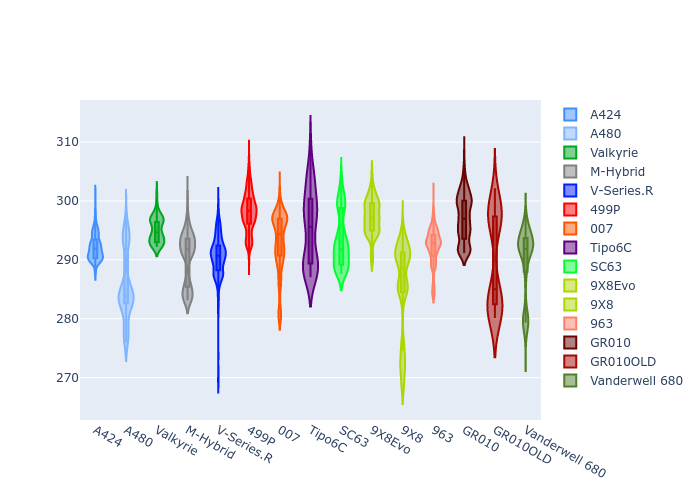 310
300
290
280
270
A424
A480
Valkyrie
M-Hybrid
V-Series.R
499P
007
Tipo6C
SC63
9X8Evo
9X8
963
GR010
GR010OLD
Vanderwell 680
A424
A480
Valkyrie
M-Hybrid
V-Series.R
499P
007
Tipo6C
SC63
9X8Evo
9X8
963
GR010
GR010OLD
Vanderwell 680